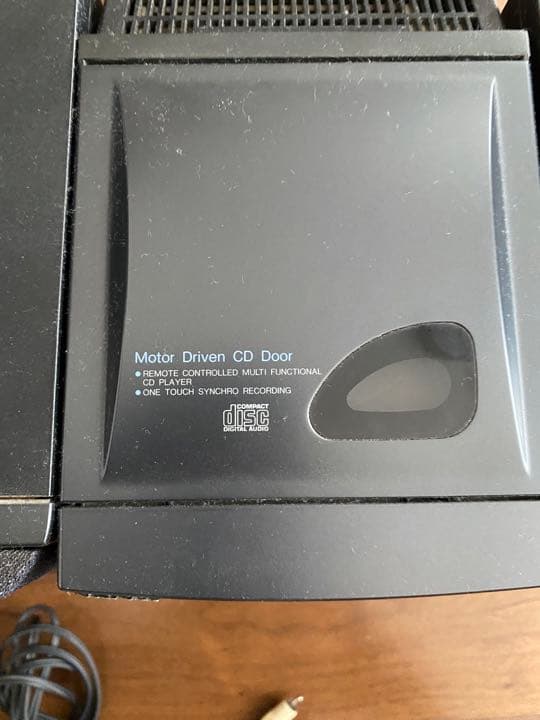 Motor Driven CD Door
● REMOTE CONTROLLED MULTI FUNCTIONAL
CD PLAYER
● ONE TOUCH SYNCHRO RECORDING
COMPACT
disc
DIGITAL AUDIO